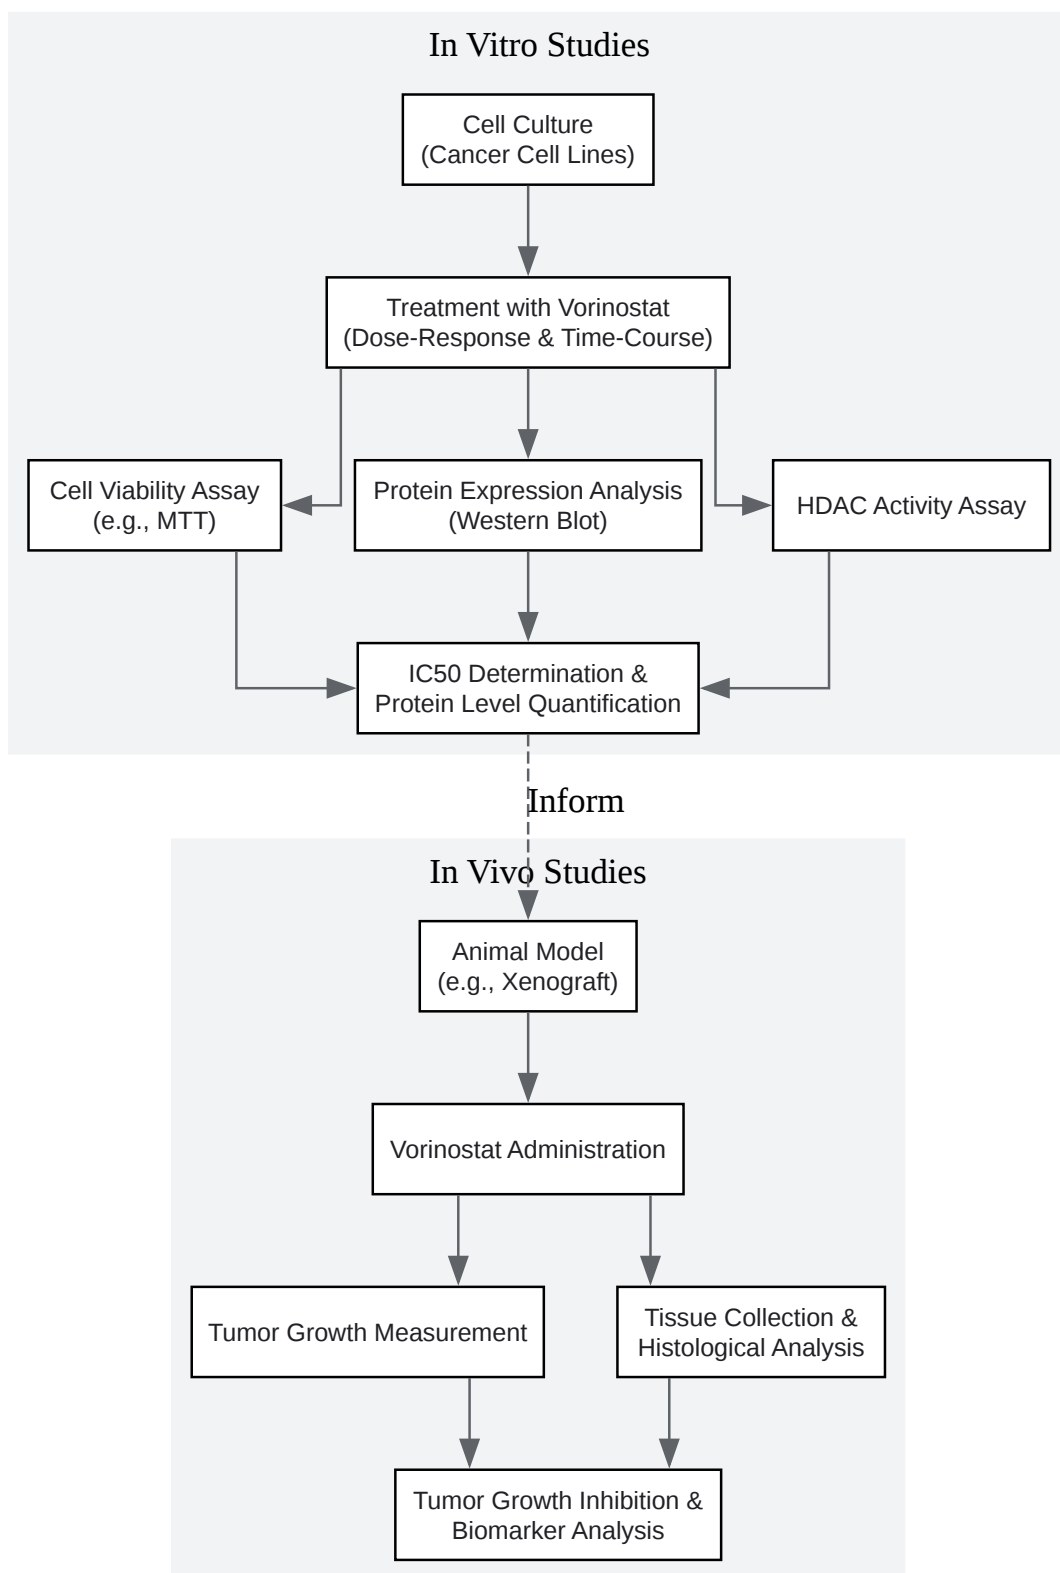 In Vitro Studies
Cell Culture
(Cancer Cell Lines)
Treatment with Vorinostat
(Dose-Response & Time-Course)
Cell Viability Assay
(e.g., MTT)
Protein Expression Analysis
(Western Blot)
HDAC Activity Assay
IC50 Determination &
Protein Level Quantification
Inform
In Vivo Studies
Animal Model
(e.g., Xenograft)
Vorinostat Administration
Tumor Growth Measurement
Tissue Collection &
Histological Analysis
Tumor Growth Inhibition &
Biomarker Analysis